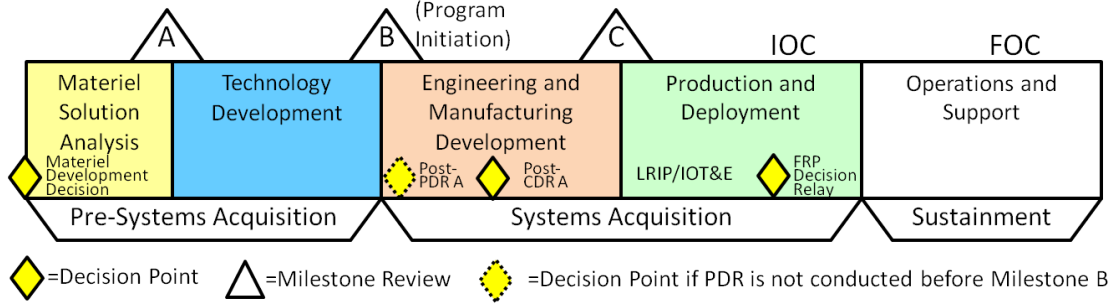 A
B
(Program
Initiation)
C
IOC
FOC
Materiel
Solution
Analysis
Materiel
Development
Decision
Technology
Development
Engineering and
Manufacturing
Development
Post-
PDR A
Post-
CDR A
Production and
Deployment
LRIP/IOT&E
FRP
Decision
Relay
Operations and
Support
Pre-Systems Acquisition
Systems Acquisition
Sustainment
=Decision Point
=Milestone Review
=Decision Point if PDR is not conducted before Milestone B